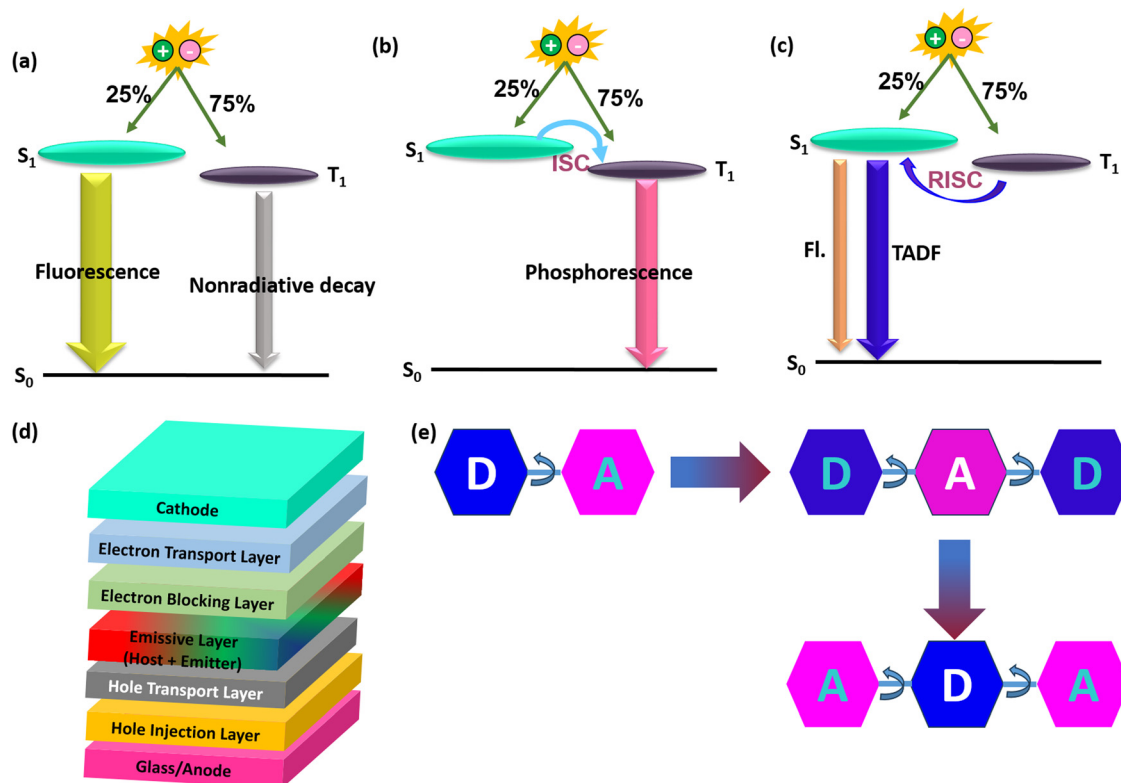 (a)
+ -
25%
75%
S1
T1
Fluorescence
Nonradiative decay
S0
(b)
+ -
25%
75%
S1
ISC
T1
Phosphorescence
S0
(c)
+ -
25%
75%
S1
T1
RISC
Fl.
TADF
S0
(d)
Cathode
Electron Transport Layer
Electron Blocking Layer
Emissive Layer
(Host + Emitter)
Hole Transport Layer
Hole Injection Layer
Glass/Anode
(e)
D A
D A D
A D A